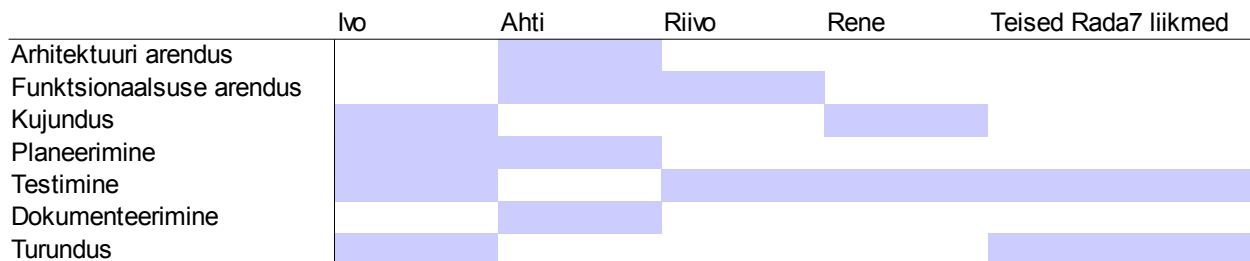 Ivo Ahti Riivo Rene Teised Rada7 liikmed
Arhitektuuri arendus
Funktsionaalsuse arendus
Kujundus
Planeerimine
Testimine
Dokumenteerimine
Turundus